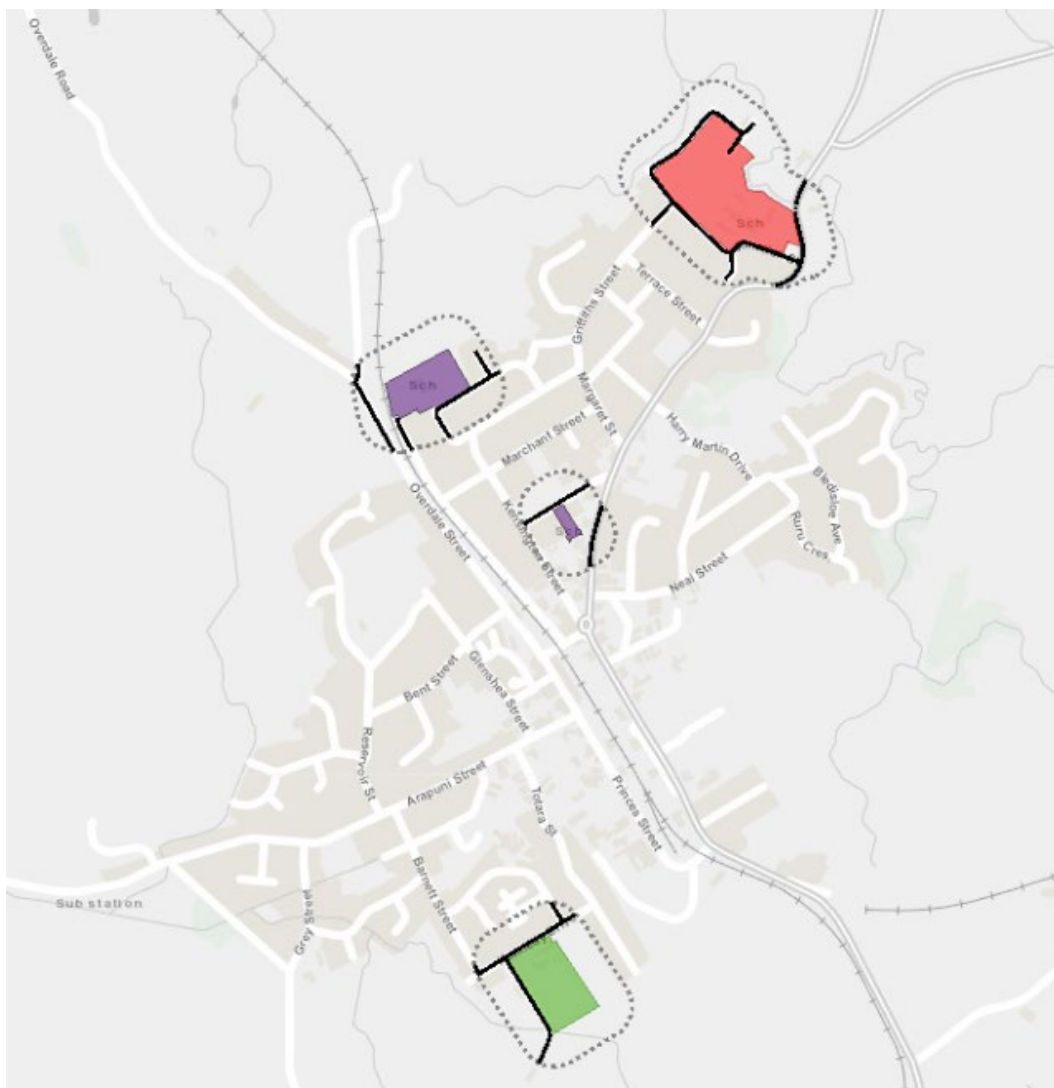 Overdale Road
Sch
Terrace Street
Griffiths Street
Sch
Margaret St
Marchant Street
Harry Martin Drive
Bledisloe Ave
Overdale Street
Kensington Street
Ruru Cres
Neal Street
Glenshea Street
Bent Street
Reservoir St
Arapuni Street
Totara St
Princes Street
Barnett Street
Sub station
Grey Street